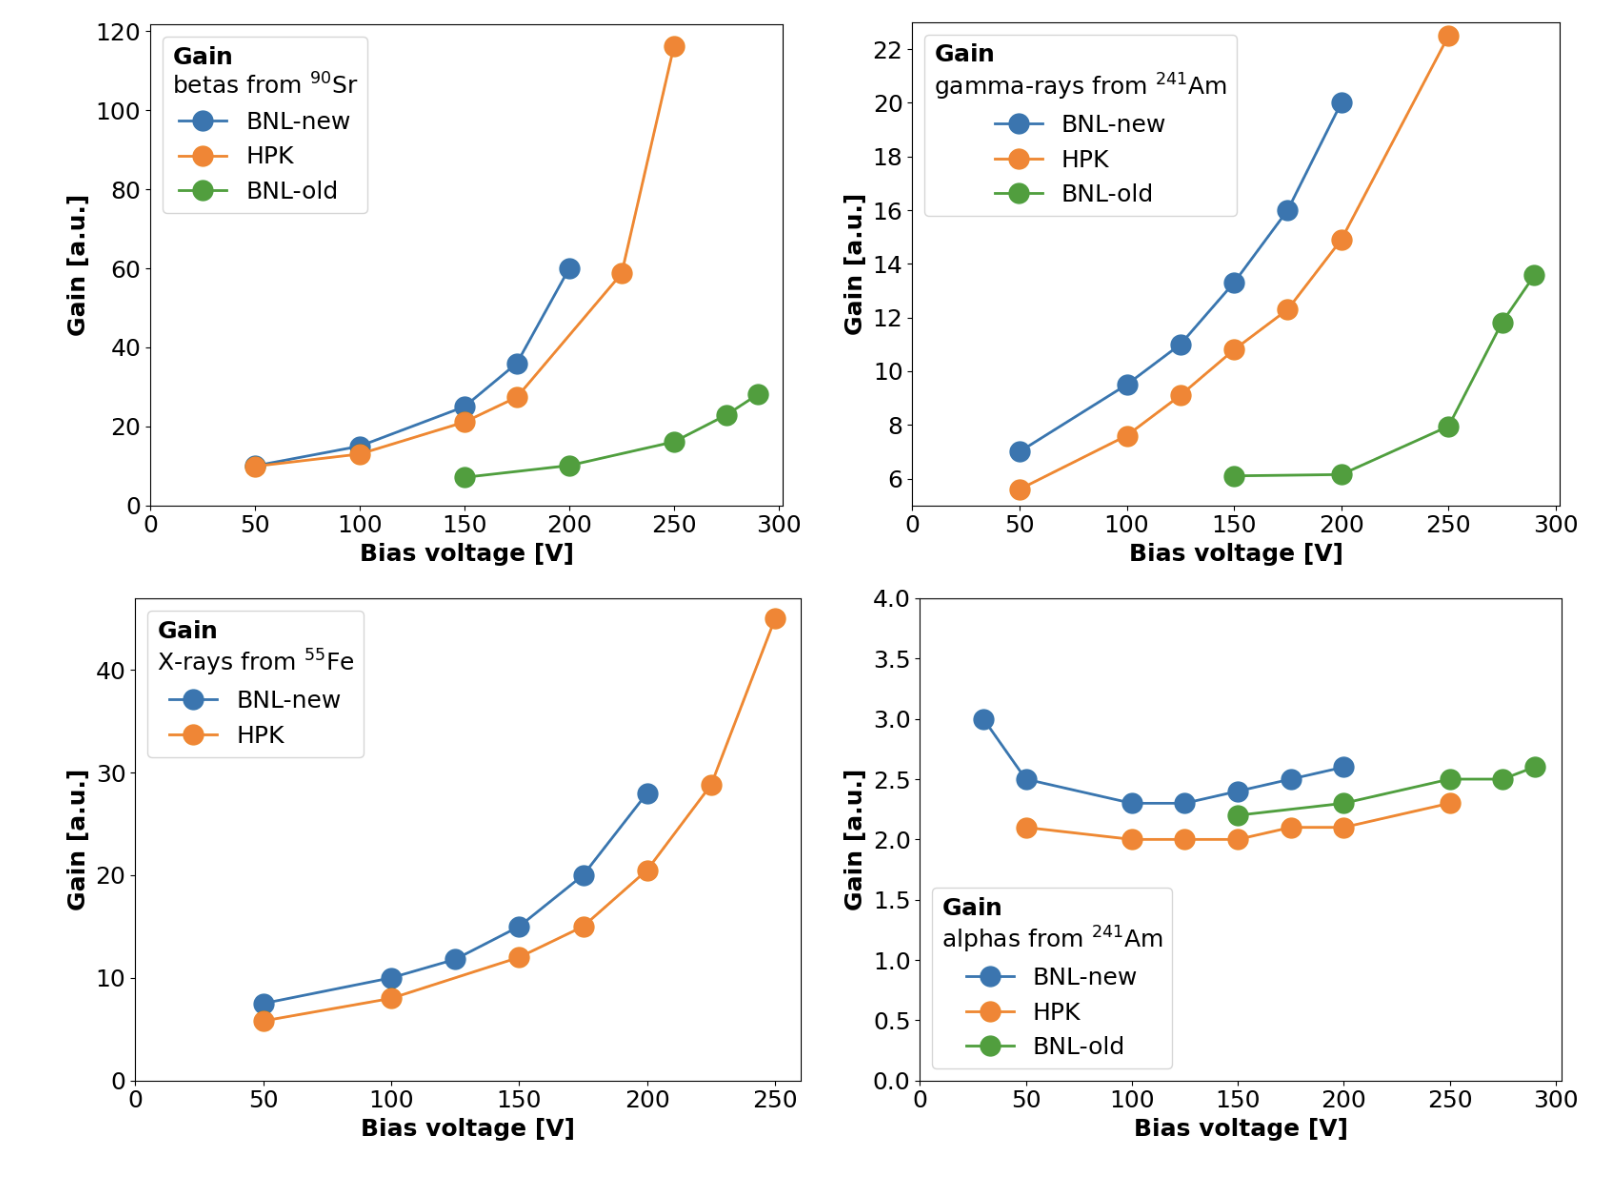 Gain
betas from ⁹⁰Sr
BNL-new
HPK
BNL-old
120
100
80
60
40
20
0
Gain [a.u.]
0 50 100 150 200 250 300
Bias voltage [V]
Gain
gamma-rays from ²⁴¹Am
BNL-new
HPK
BNL-old
22
20
18
16
14
12
10
8
6
Gain [a.u.]
0 50 100 150 200 250 300
Bias voltage [V]
Gain
X-rays from ⁵⁵Fe
BNL-new
HPK
40
30
20
10
0
Gain [a.u.]
0 50 100 150 200 250
Bias voltage [V]
4.0
3.5
3.0
2.5
2.0
1.5
1.0
0.5
0.0
Gain [a.u.]
Gain
alphas from ²⁴¹Am
BNL-new
HPK
BNL-old
0 50 100 150 200 250 300
Bias voltage [V]